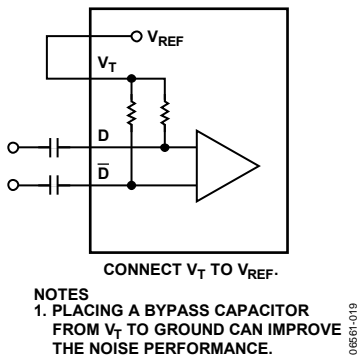 V_REF
V_T
D
D̅
CONNECT V_T TO V_REF.
NOTES
1. PLACING A BYPASS CAPACITOR
FROM V_T TO GROUND CAN IMPROVE
THE NOISE PERFORMANCE.
06561-019